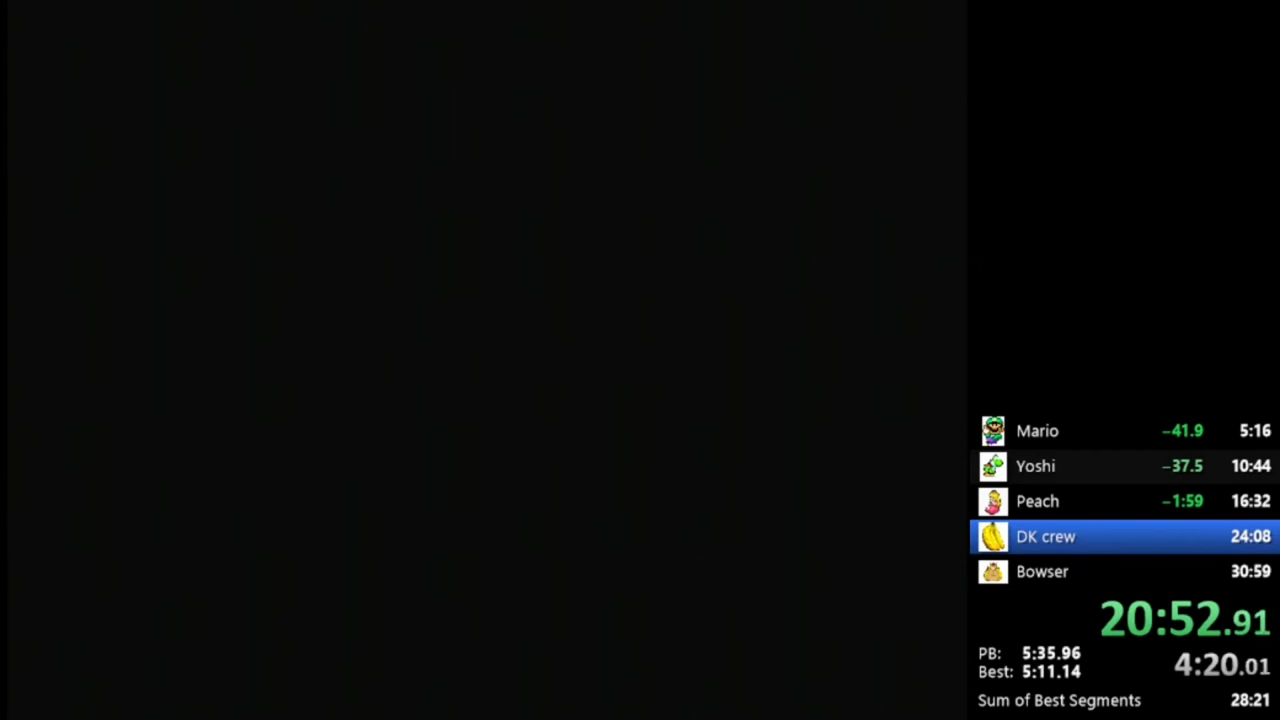 Mario −41.9 5:16
Yoshi −37.5 10:44
Peach −1:59 16:32
DK crew 24:08
Bowser 30:59
20:52.91
PB: 5:35.96
Best: 5:11.14
4:20.01
Sum of Best Segments 28:21